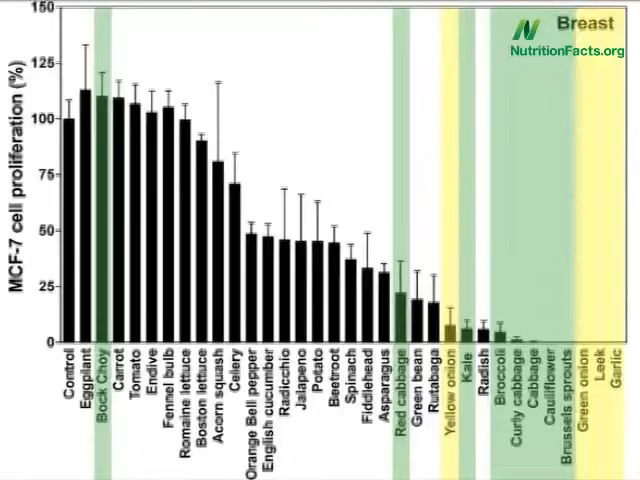 150
125
100
75
50
25
0
MCF-7 cell proliferation (%)
Breast
NutritionFacts.org
Control
Eggplant
Bock Choy
Carrot
Tomato
Endive
Fennel bulb
Romaine lettuce
Boston lettuce
Acorn squash
Celery
Orange Bell pepper
English cucumber
Radicchio
Jalapeno
Potato
Beetroot
Spinach
Fiddlehead
Asparagus
Red cabbage
Green bean
Rutabaga
Yellow onion
Kale
Radish
Broccoli
Curly cabbage
Cabbage
Cauliflower
Brussels sprouts
Green onion
Leek
Garlic